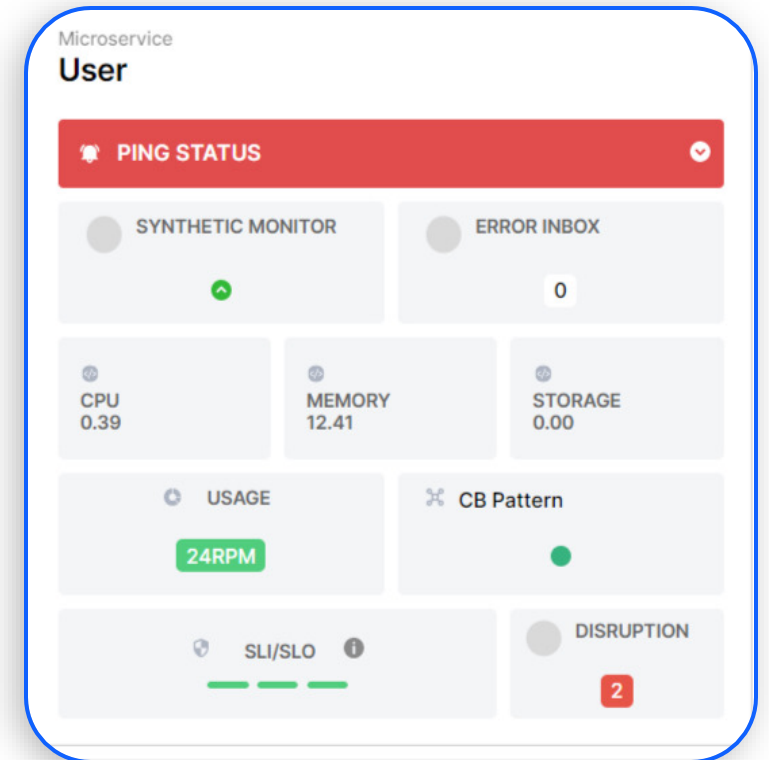 Microservice
User
PING STATUS
SYNTHETIC MONITOR
ERROR INBOX
0
CPU
0.39
MEMORY
12.41
STORAGE
0.00
USAGE
24RPM
CB Pattern
SLI/SLO
DISRUPTION
2